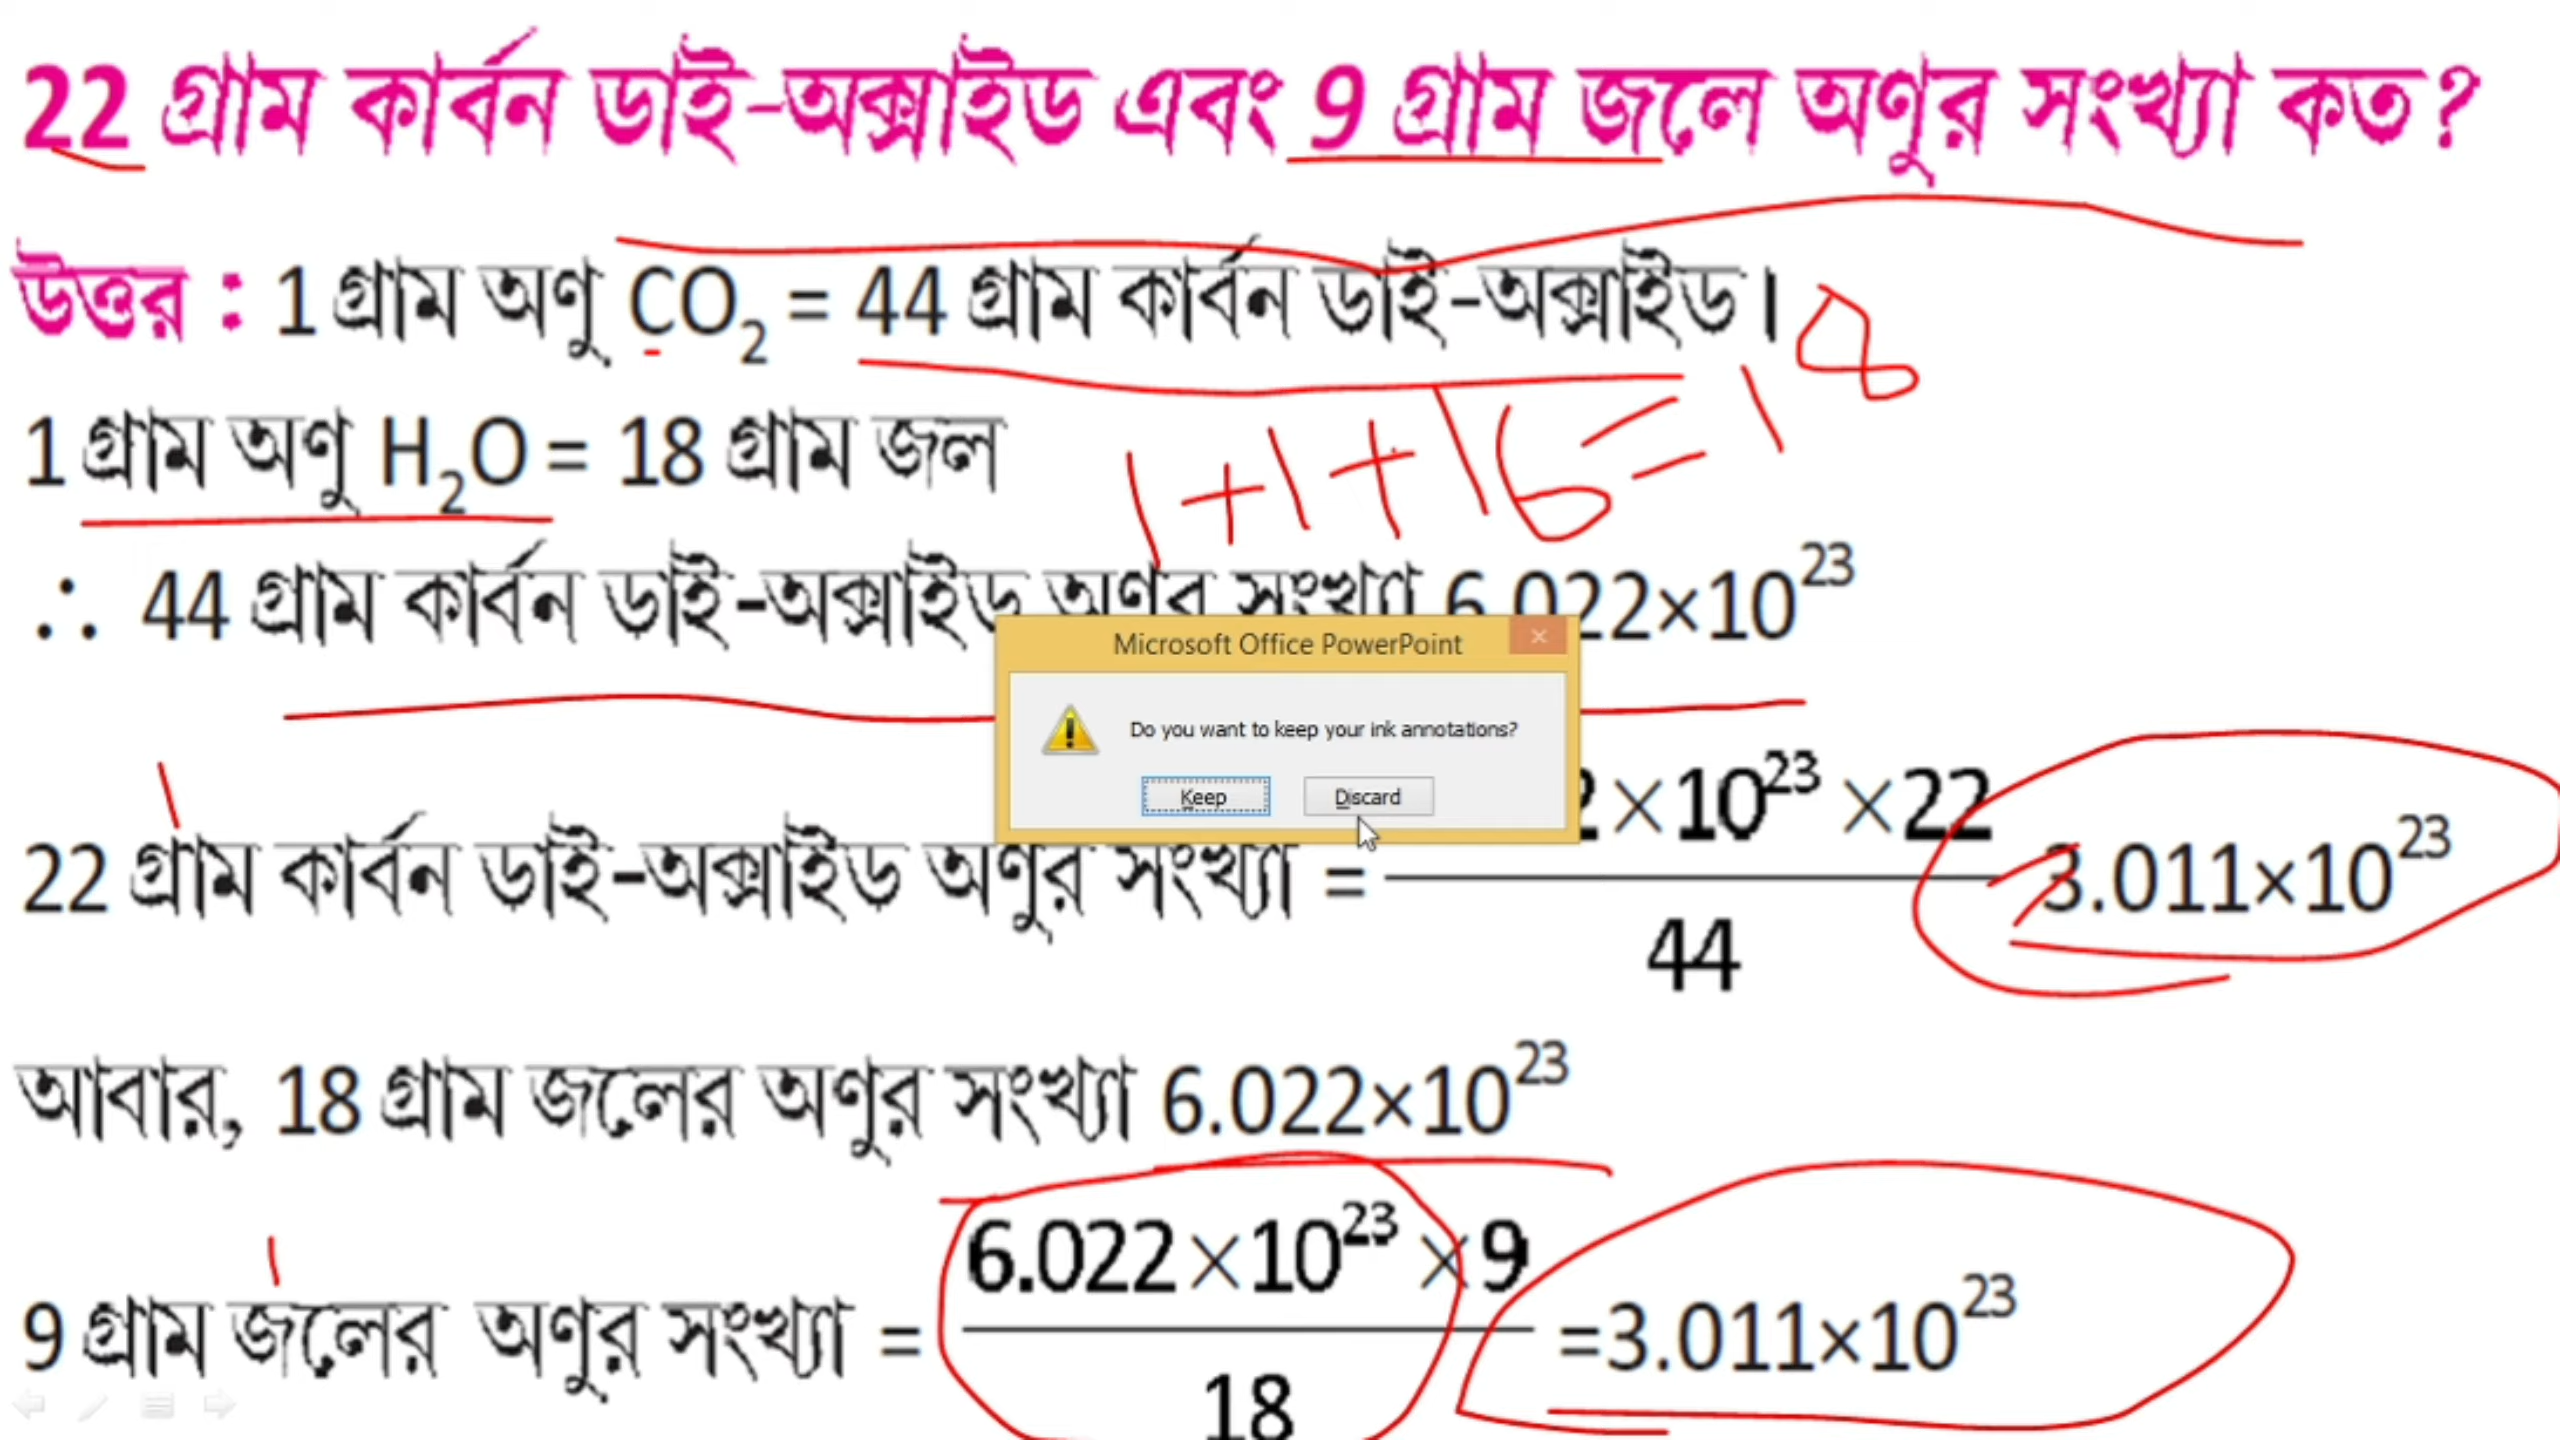 22 গ্রাম কার্বন ডাই-অক্সাইড এবং 9 গ্রাম জলে অণুর সংখ্যা কত?
উত্তর : 1 গ্রাম অণু CO₂ = 44 গ্রাম কার্বন ডাই-অক্সাইড।
1 গ্রাম অণু H₂O = 18 গ্রাম জল
1+1+16=18
∴ 44 গ্রাম কার্বন ডাই-অক্সাইড অণুর সংখ্যা 6.022×10²³
Microsoft Office PowerPoint
Do you want to keep your ink annotations?
Keep Discard
22 গ্রাম কার্বন ডাই-অক্সাইড অণুর সংখ্যা = 2×10²³ ×22 / 44 3.011×10²³
আবার, 18 গ্রাম জলের অণুর সংখ্যা 6.022×10²³
9 গ্রাম জলের অণুর সংখ্যা = 6.022×10²³ ×9 / 18 =3.011×10²³